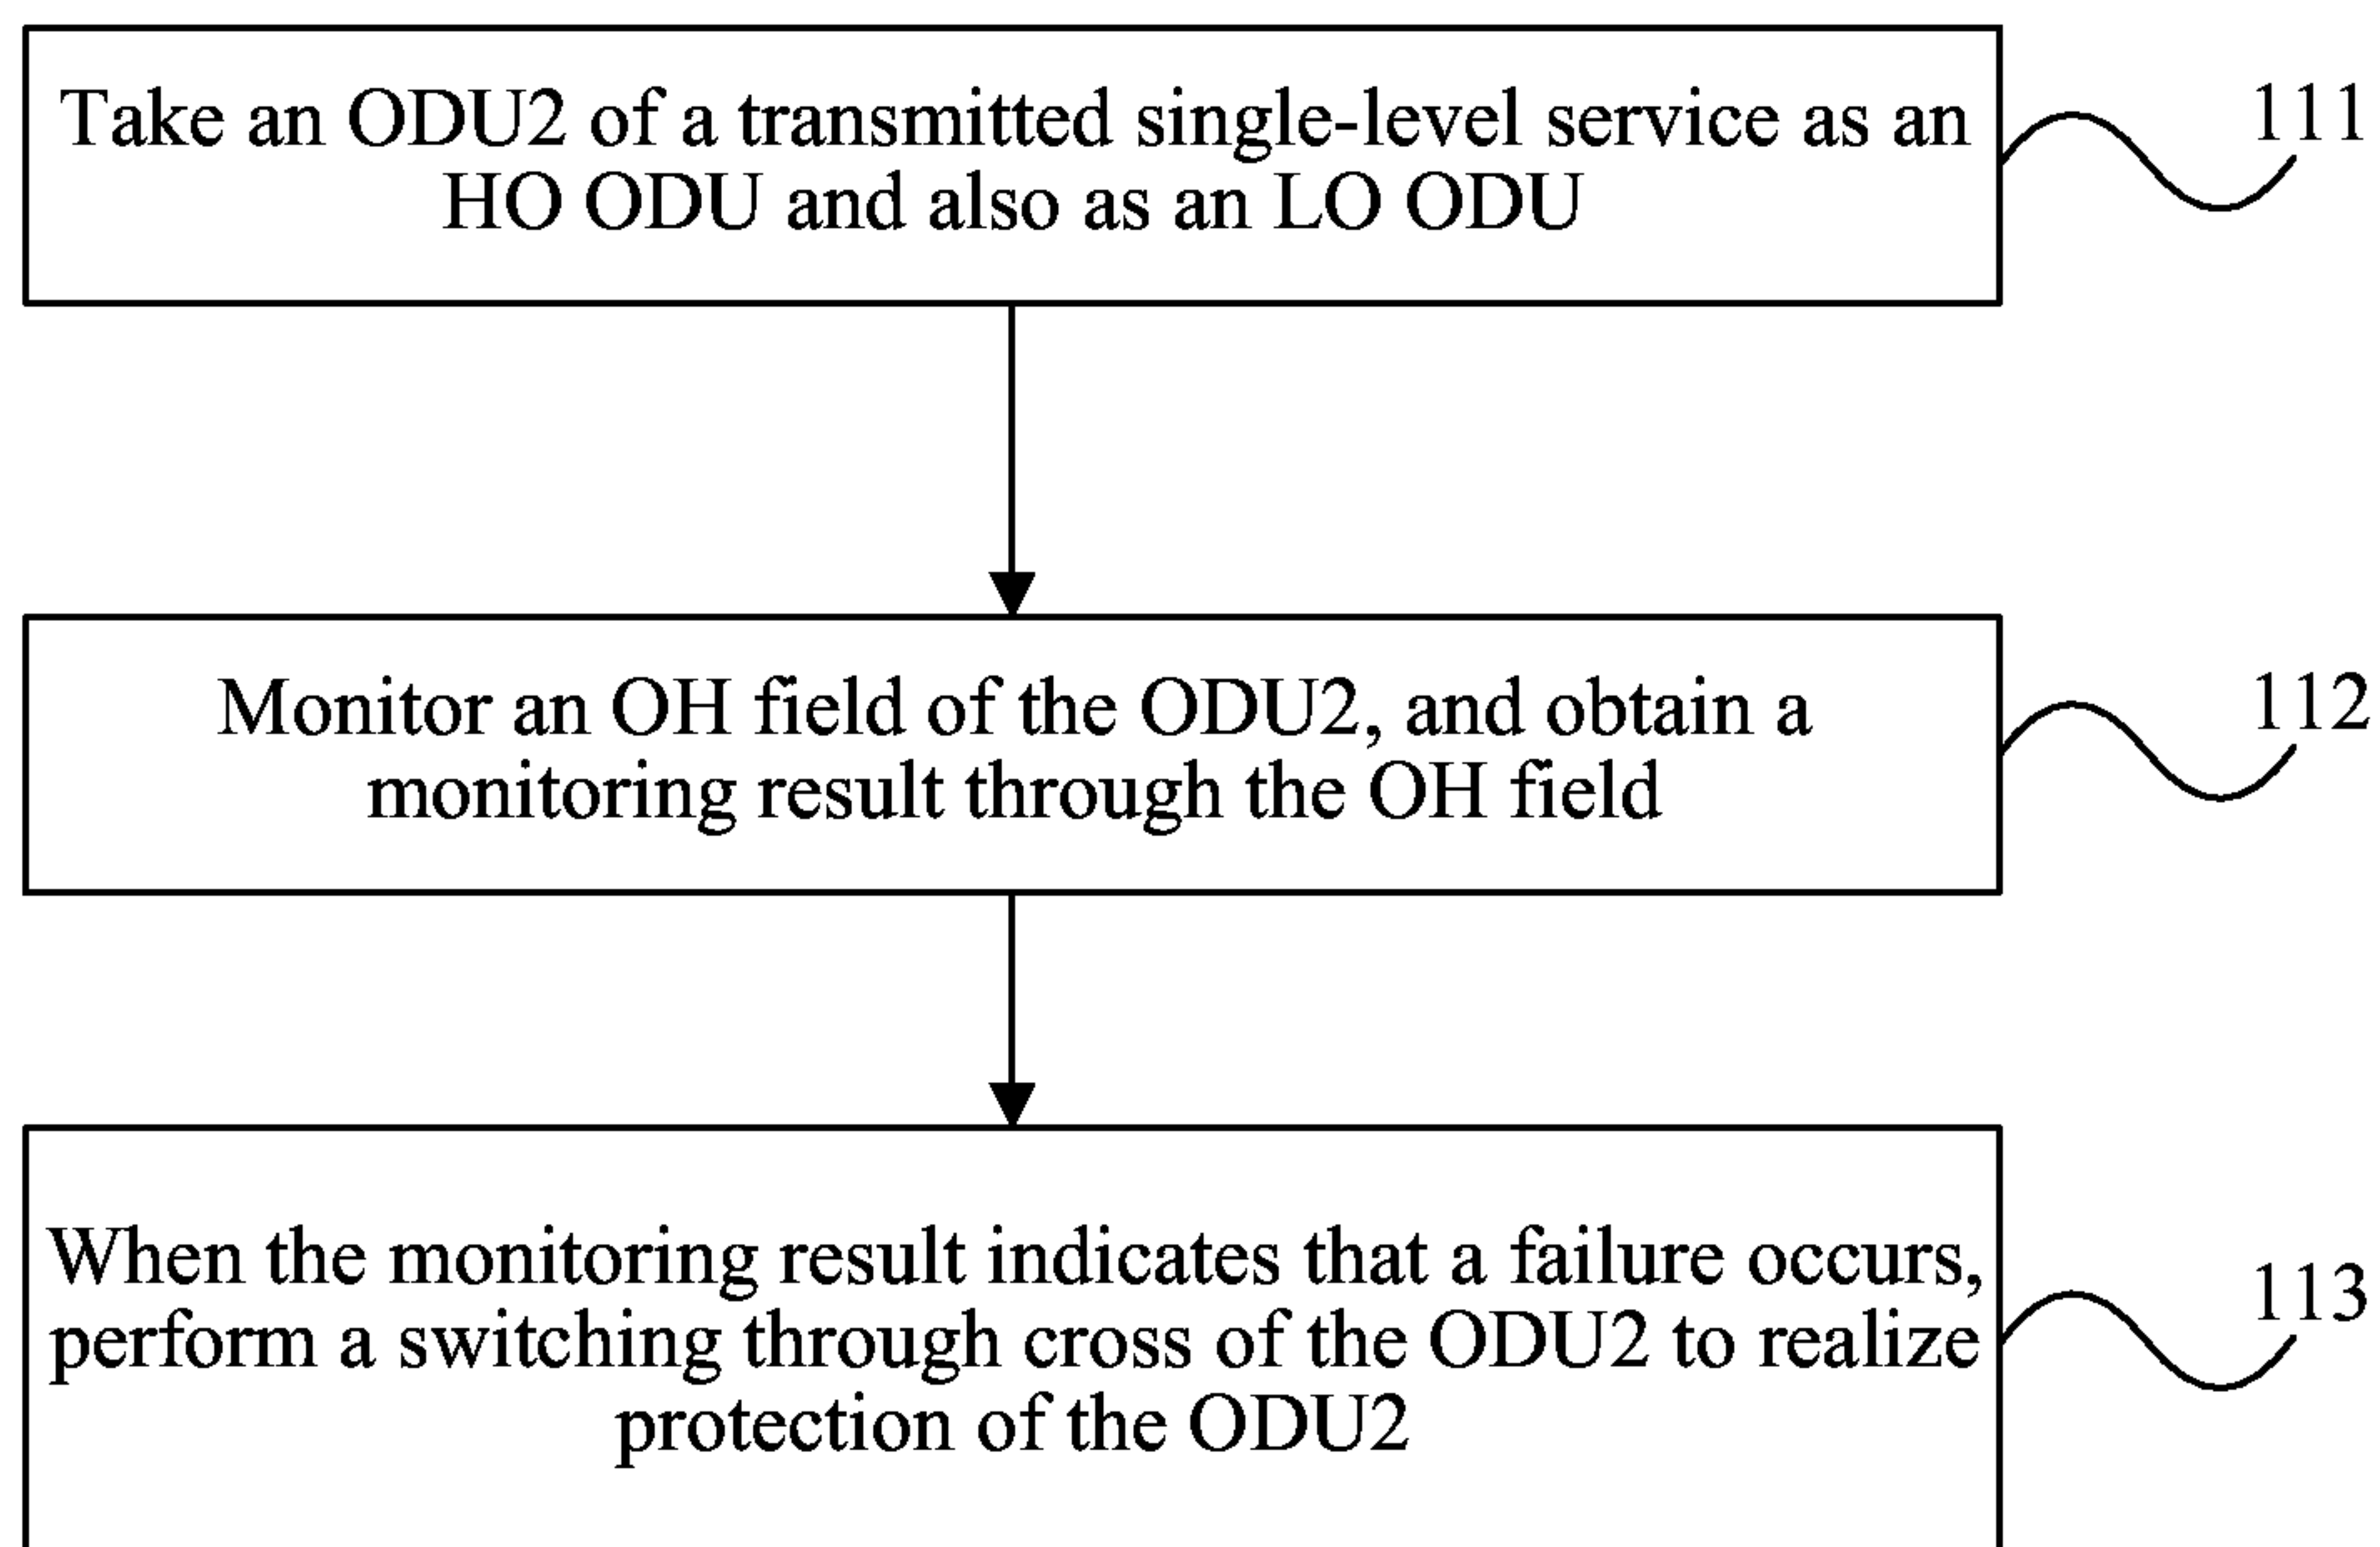 Take an ODU2 of a transmitted single-level service as an
HO ODU and also as an LO ODU
111
Monitor an OH field of the ODU2, and obtain a
monitoring result through the OH field
112
When the monitoring result indicates that a failure occurs,
perform a switching through cross of the ODU2 to realize
protection of the ODU2
113